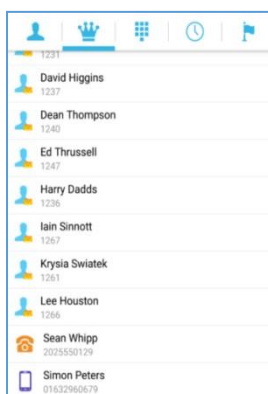 1231
David Higgins
1237
Dean Thompson
1240
Ed Thrussell
1247
Harry Dadds
1236
Iain Sinnott
1267
Krysia Swiatek
1261
Lee Houston
1266
Sean Whipp
2025550129
Simon Peters
01632960679